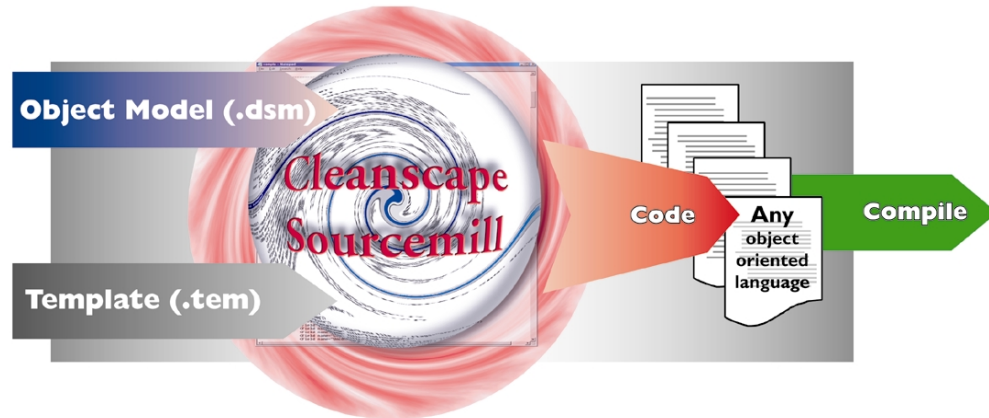 Object Model (.dsm)
Cleanscape
Sourcemill
Template (.tem)
Code
Any
object
oriented
language
Compile